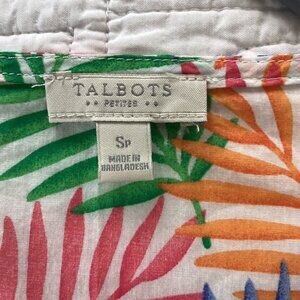 TALBOTS
PETITES
Sp
MADE IN
BANGLADESH